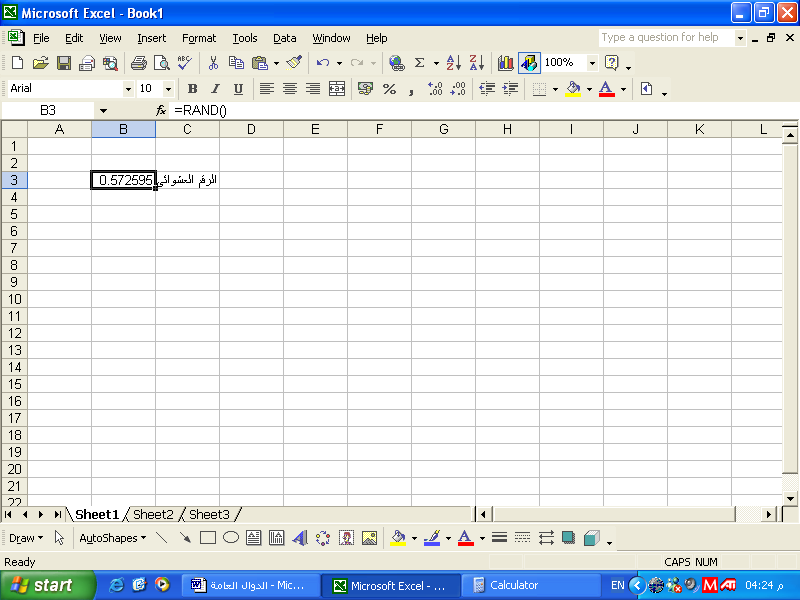 Microsoft Excel - Book1
File Edit View Insert Format Tools Data Window Help Type a question for help
100%
Arial 10 B I U
B3 fx =RAND()
A B C D E F G H I J K L
1
2
3 0.572595 الرقم العشوائي
4
5
6
7
8
9
10
11
12
13
14
15
16
17
18
19
20
21
22
Sheet1 Sheet2 Sheet3
Draw AutoShapes
Ready CAPS NUM
start الدوال العامة - Mic... Microsoft Excel - ... Calculator EN 04:24 م